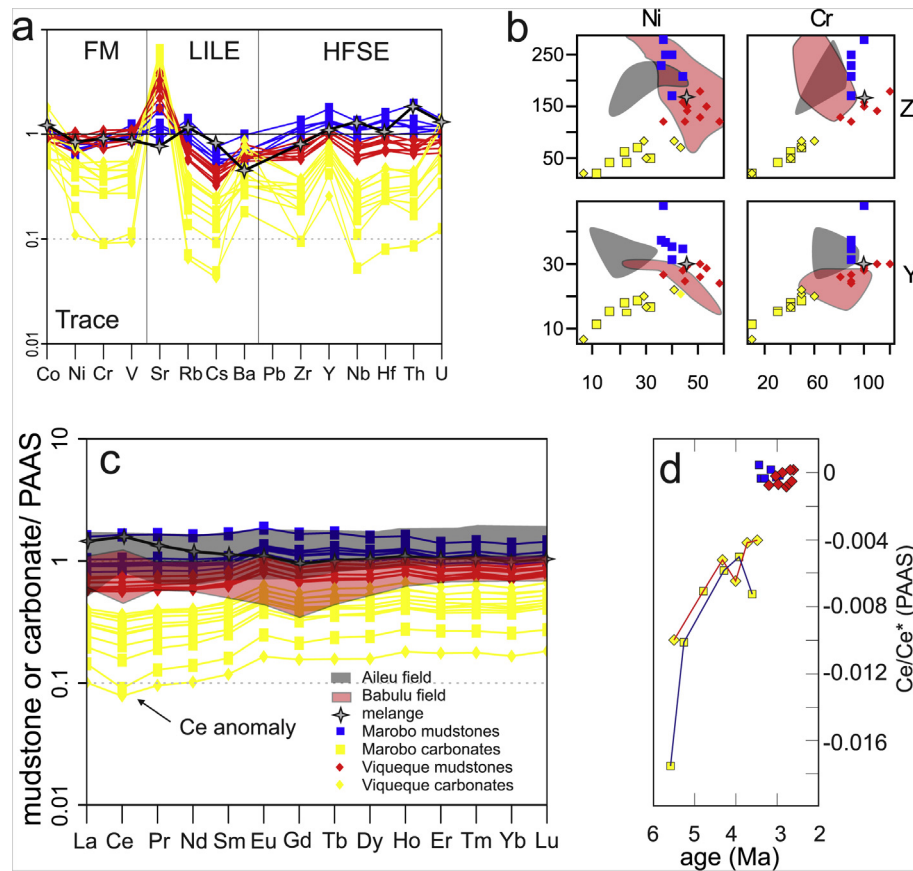 a
FM
LILE
HFSE
1
0.1
0.01
Trace
Co Ni Cr V Sr Rb Cs Ba Pb Zr Y Nb Hf Th U
b
Ni
Cr
250
150
50
Zr
30
10
Y
10 30 50
20 60 100
c
mudstone or carbonate/ PAAS
10
1
0.1
0.01
Ce anomaly
Aileu field
Babulu field
melange
Marobo mudstones
Marobo carbonates
Viqueque mudstones
Viqueque carbonates
La Ce Pr Nd Sm Eu Gd Tb Dy Ho Er Tm Yb Lu
d
0
-0.004
-0.008
-0.012
-0.016
Ce/Ce* (PAAS)
6 5 4 3 2
age (Ma)